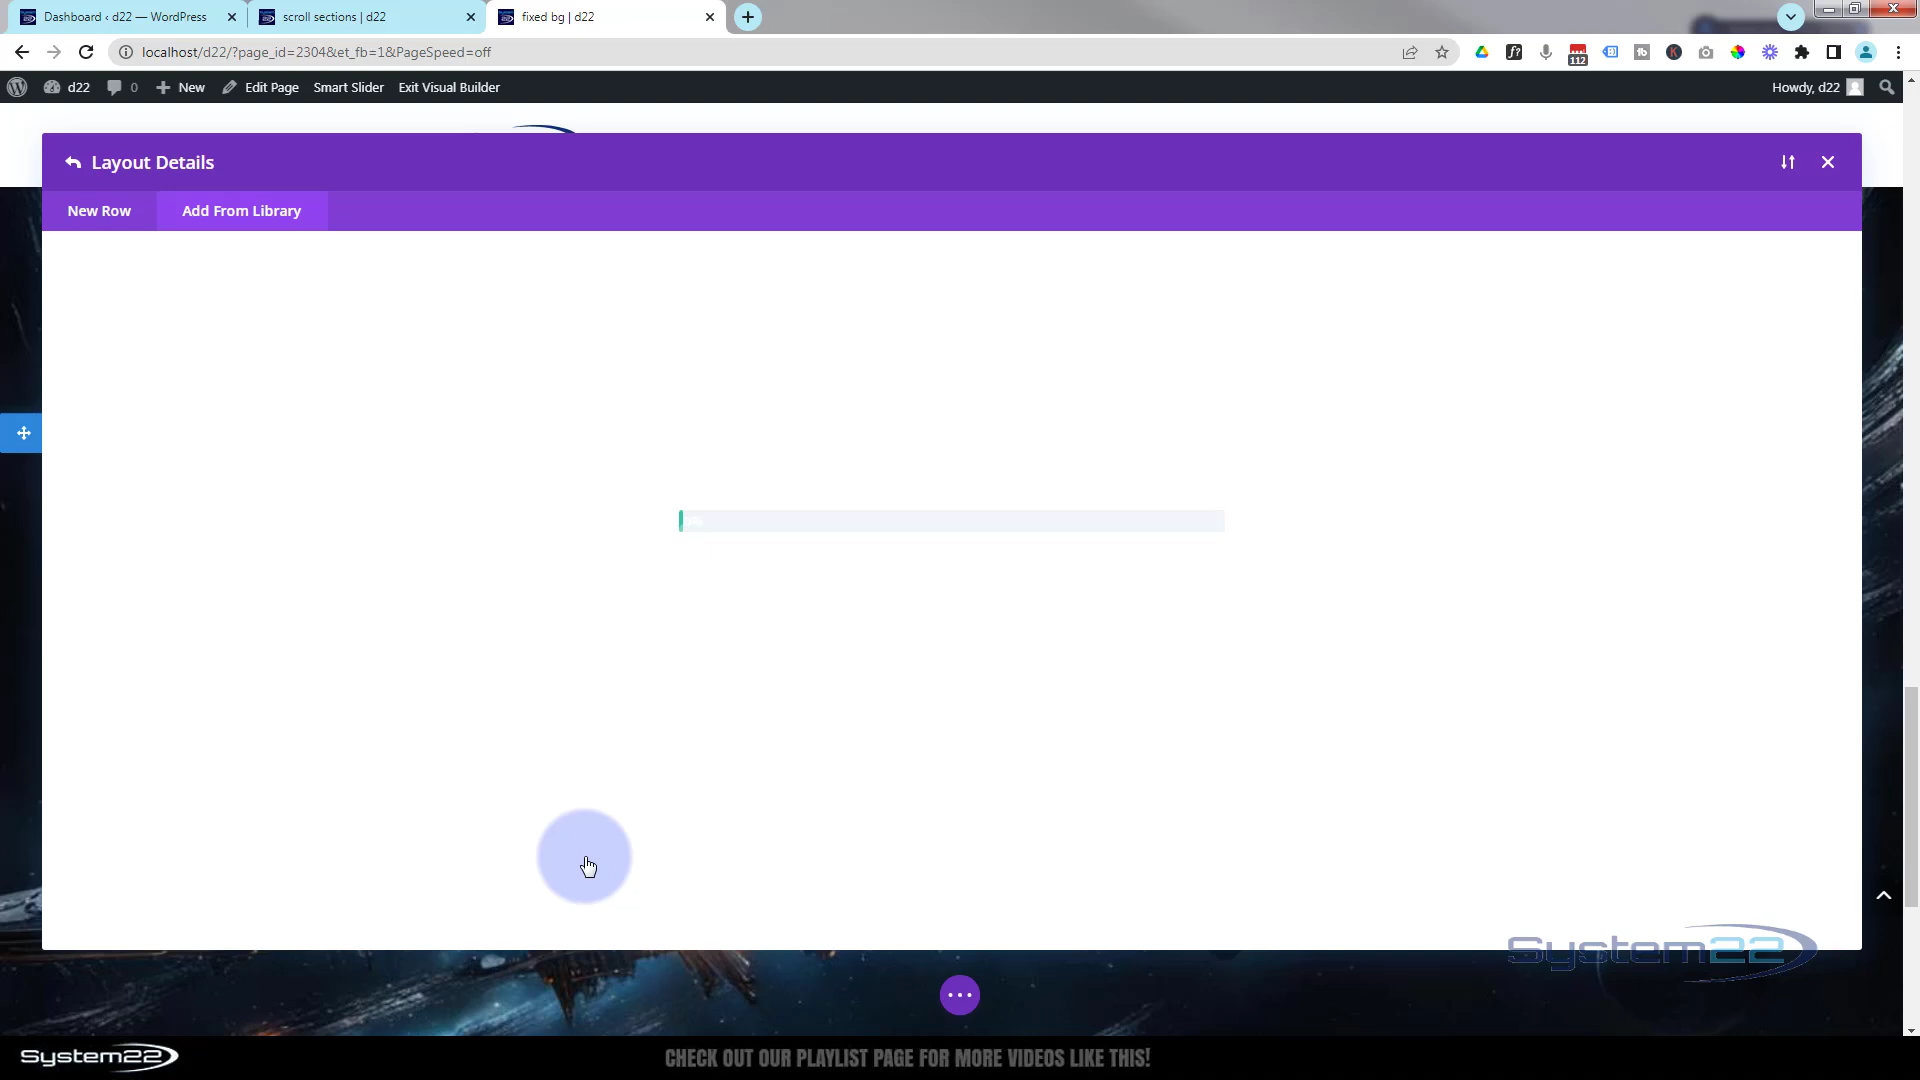 Dashboard ‹ d22 — WordPress
scroll sections | d22
fixed bg | d22
localhost/d22/?page_id=2304&et_fb=1&PageSpeed=off
112
d22
0
New
Edit Page
Smart Slider
Exit Visual Builder
Howdy, d22
Layout Details
New Row
Add From Library
System22
System22
CHECK OUT OUR PLAYLIST PAGE FOR MORE VIDEOS LIKE THIS!